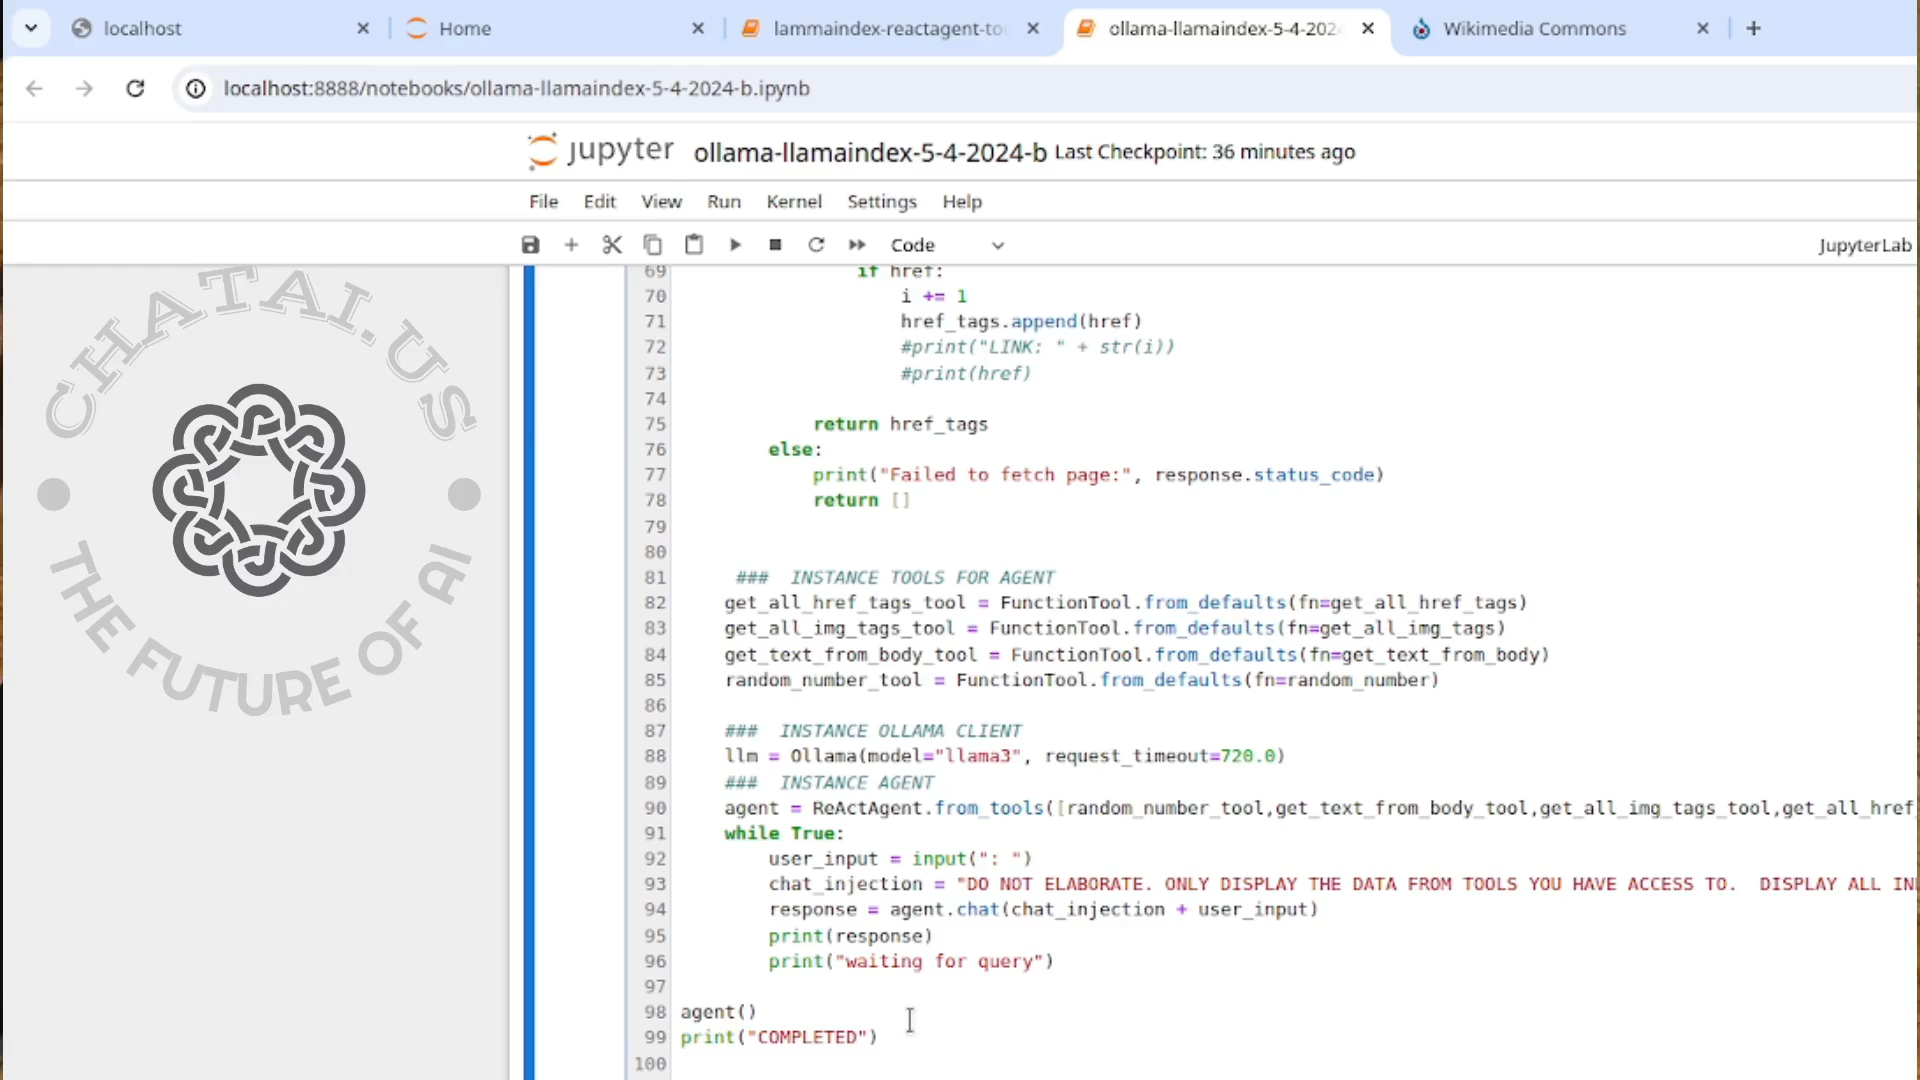 localhost
Home
lammaindex-reactagent-too
ollama-llamaindex-5-4-202
Wikimedia Commons
localhost:8888/notebooks/ollama-llamaindex-5-4-2024-b.ipynb
jupyter ollama-llamaindex-5-4-2024-b Last Checkpoint: 36 minutes ago
File Edit View Run Kernel Settings Help
Code
JupyterLab
CHATAI.US
THE FUTURE OF AI
69 if href:
70 i += 1
71 href_tags.append(href)
72 #print("LINK: " + str(i))
73 #print(href)
74
75 return href_tags
76 else:
77 print("Failed to fetch page:", response.status_code)
78 return []
79
80
81 ### INSTANCE TOOLS FOR AGENT
82 get_all_href_tags_tool = FunctionTool.from_defaults(fn=get_all_href_tags)
83 get_all_img_tags_tool = FunctionTool.from_defaults(fn=get_all_img_tags)
84 get_text_from_body_tool = FunctionTool.from_defaults(fn=get_text_from_body)
85 random_number_tool = FunctionTool.from_defaults(fn=random_number)
86
87 ### INSTANCE OLLAMA CLIENT
88 llm = Ollama(model="llama3", request_timeout=720.0)
89 ### INSTANCE AGENT
90 agent = ReActAgent.from_tools([random_number_tool,get_text_from_body_tool,get_all_img_tags_tool,get_all_href_
91 while True:
92 user_input = input(": ")
93 chat_injection = "DO NOT ELABORATE. ONLY DISPLAY THE DATA FROM TOOLS YOU HAVE ACCESS TO. DISPLAY ALL
94 response = agent.chat(chat_injection + user_input)
95 print(response)
96 print("waiting for query")
97
98 agent()
99 print("COMPLETED")
100